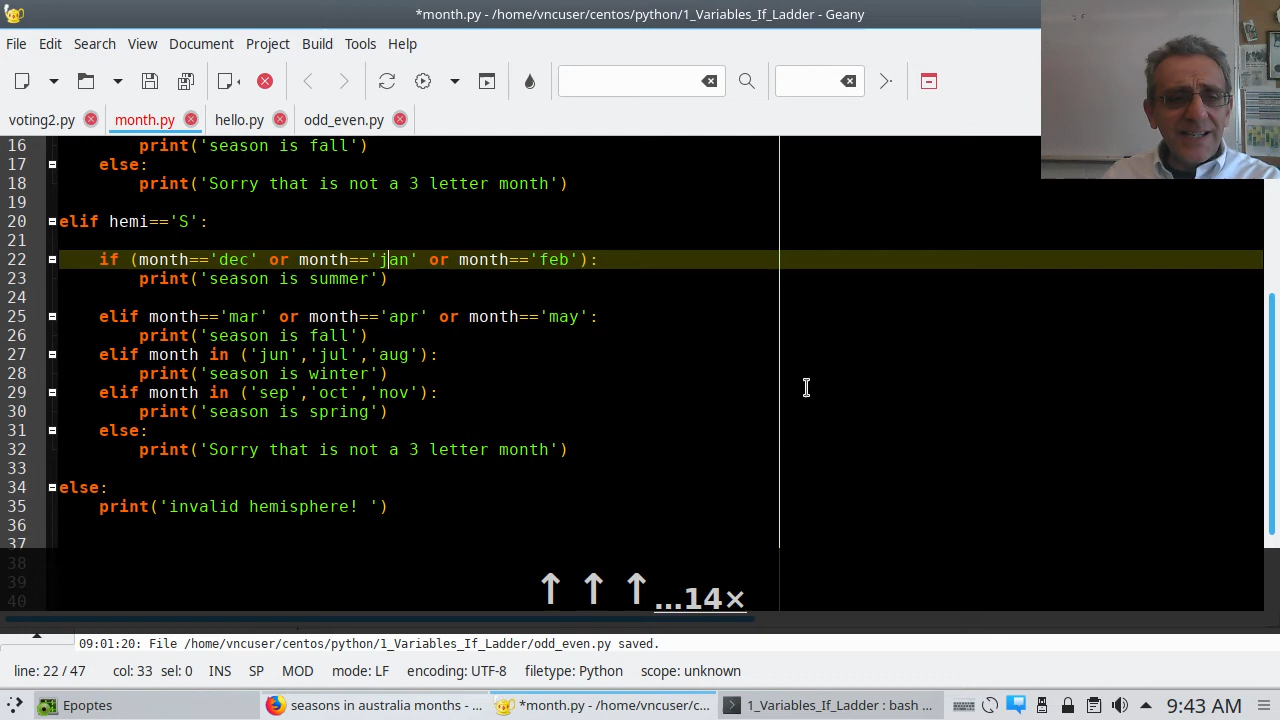 *month.py - /home/vncuser/centos/python/1_Variables_If_Ladder - Geany
File Edit Search View Document Project Build Tools Help
voting2.py month.py hello.py odd_even.py
16 print('season is fall')
17 else:
18 print('Sorry that is not a 3 letter month')
19
20 elif hemi=='S':
21
22 if (month=='dec' or month=='jan' or month=='feb'):
23 print('season is summer')
24
25 elif month=='mar' or month=='apr' or month=='may':
26 print('season is fall')
27 elif month in ('jun','jul','aug'):
28 print('season is winter')
29 elif month in ('sep','oct','nov'):
30 print('season is spring')
31 else:
32 print('Sorry that is not a 3 letter month')
33
34 else:
35 print('invalid hemisphere! ')
36
37
38
39
40
↑ ↑ ↑ ...14×
09:01:20: File /home/vncuser/centos/python/1_Variables_If_Ladder/odd_even.py saved.
line: 22 / 47 col: 33 sel: 0 INS SP MOD mode: LF encoding: UTF-8 filetype: Python scope: unknown
Epoptes seasons in australia months - ... *month.py - /home/vncuser/c... 1_Variables_If_Ladder : bash ... 9:43 AM